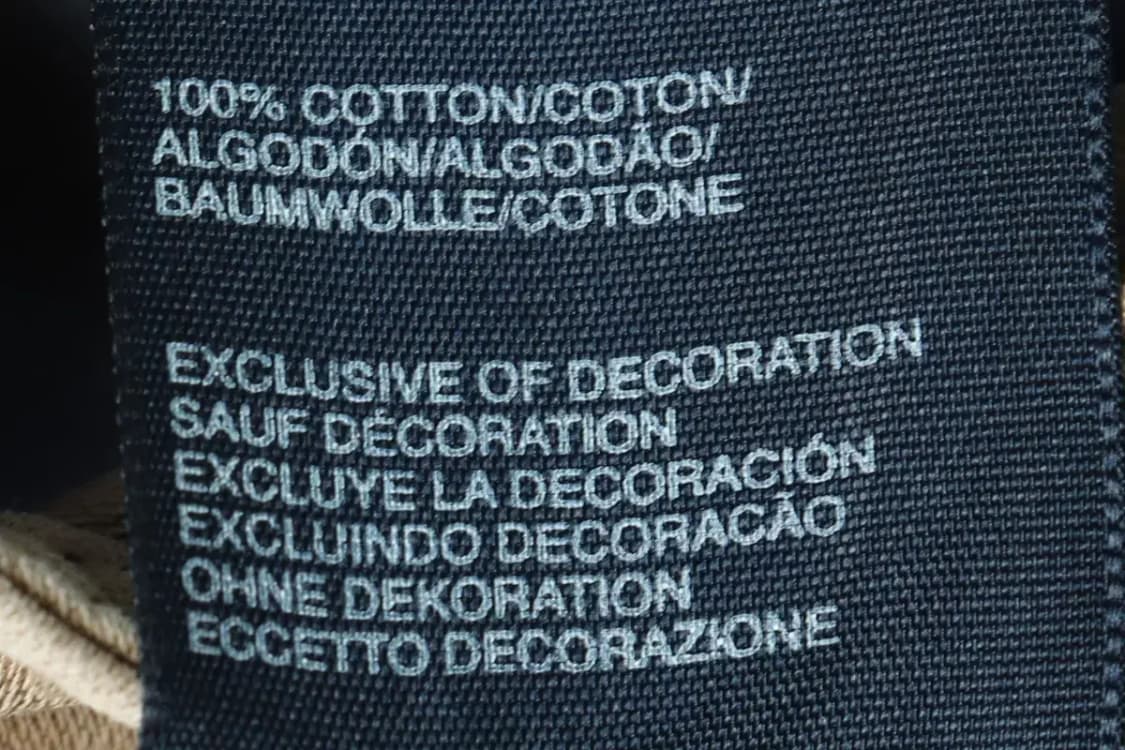 100% COTTON/COTON/
ALGODÓN/ALGODÃO/
BAUMWOLLE/COTONE
EXCLUSIVE OF DECORATION
SAUF DÉCORATION
EXCLUYE LA DECORACIÓN
EXCLUINDO DECORACÃO
OHNE DEKORATION
ECCETTO DECORAZIONE